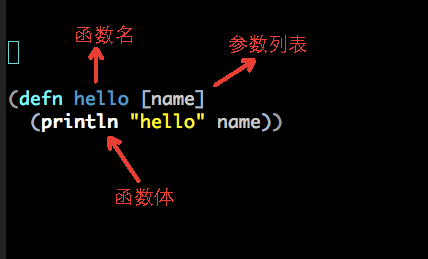 函数名
参数列表
(defn hello [name]
  (println "hello" name))
函数体